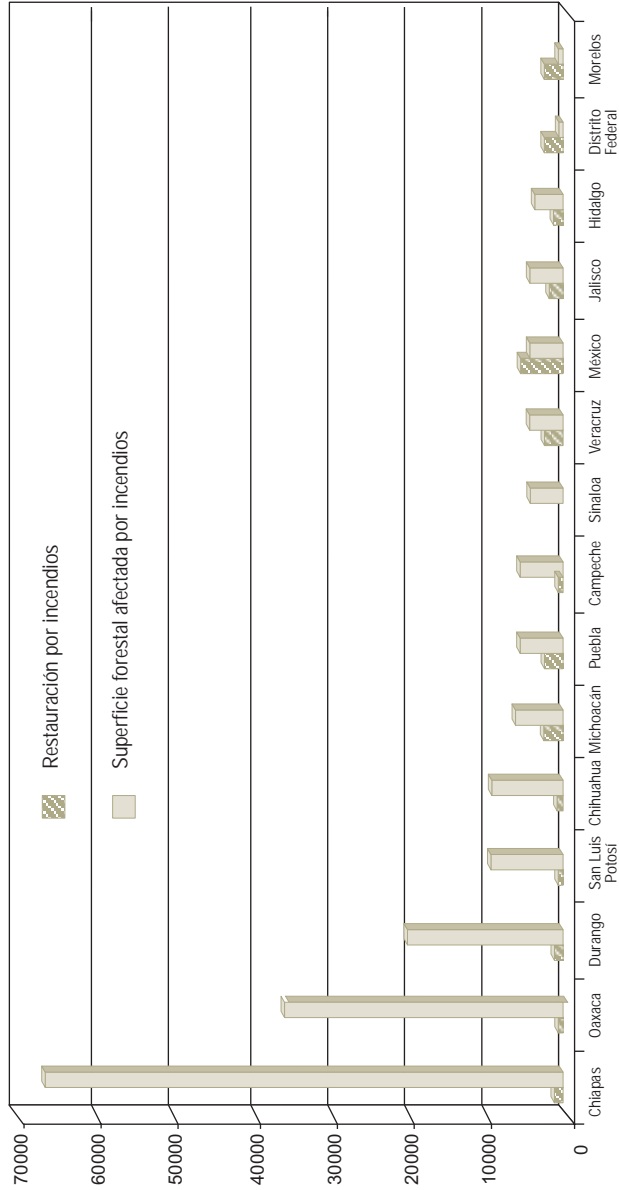 70000
60000
50000
40000
30000
20000
10000
0
Restauración por incendios
Superficie forestal afectada por incendios
Chiapas
Oaxaca
Durango
San Luis
Potosí
Chihuahua
Michoacán
Puebla
Campeche
Sinaloa
Veracruz
México
Jalisco
Hidalgo
Distrito
Federal
Morelos